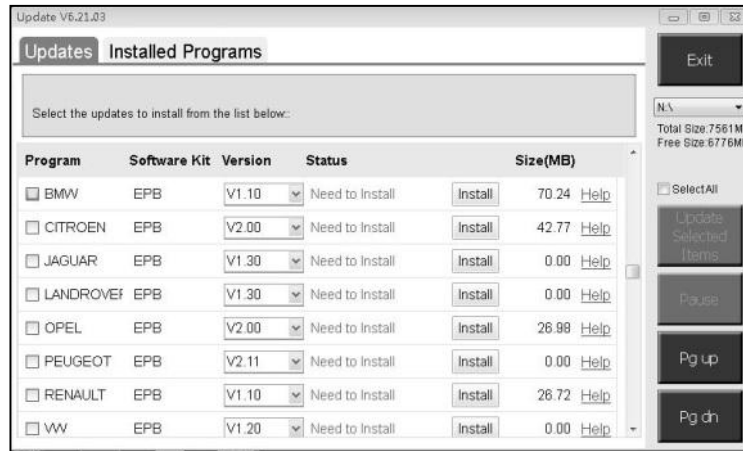 Update V6.21.03
Updates Installed Programs
Exit
Select the updates to install from the list below:
N:\
Total Size:7561M
Free Size:6776M
Program Software Kit Version Status Size(MB)
SelectAll
BMW EPB V1.10 Need to Install Install 70.24 Help
CITROEN EPB V2.00 Need to Install Install 42.77 Help
Update
Selected
Items
JAGUAR EPB V1.30 Need to Install Install 0.00 Help
LANDROVER EPB V1.30 Need to Install Install 0.00 Help
Pause
OPEL EPB V2.00 Need to Install Install 26.98 Help
PEUGEOT EPB V2.11 Need to Install Install 0.00 Help
Pg up
RENAULT EPB V1.10 Need to Install Install 26.72 Help
VW EPB V1.20 Need to Install Install 0.00 Help
Pg dn